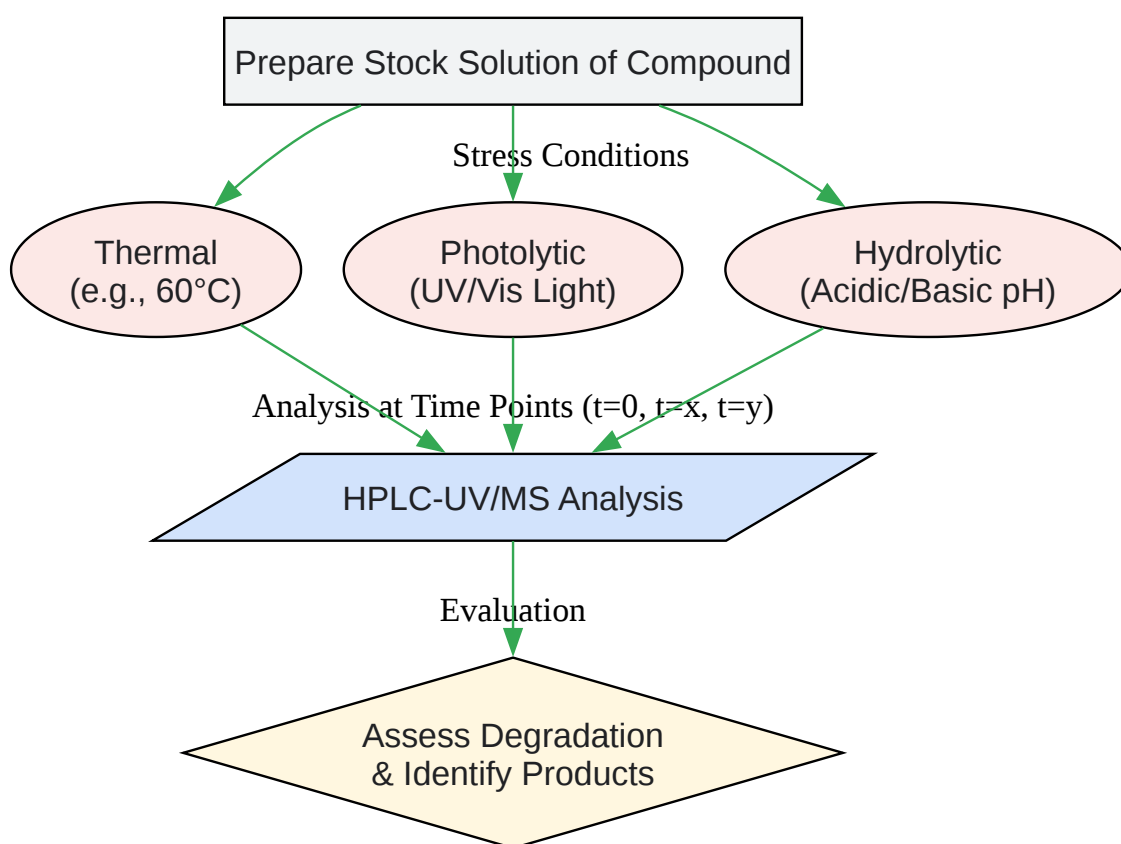 Prepare Stock Solution of Compound
Stress Conditions
Thermal
(e.g., 60°C)
Photolytic
(UV/Vis Light)
Hydrolytic
(Acidic/Basic pH)
Analysis at Time Points (t=0, t=x, t=y)
HPLC-UV/MS Analysis
Evaluation
Assess Degradation
& Identify Products